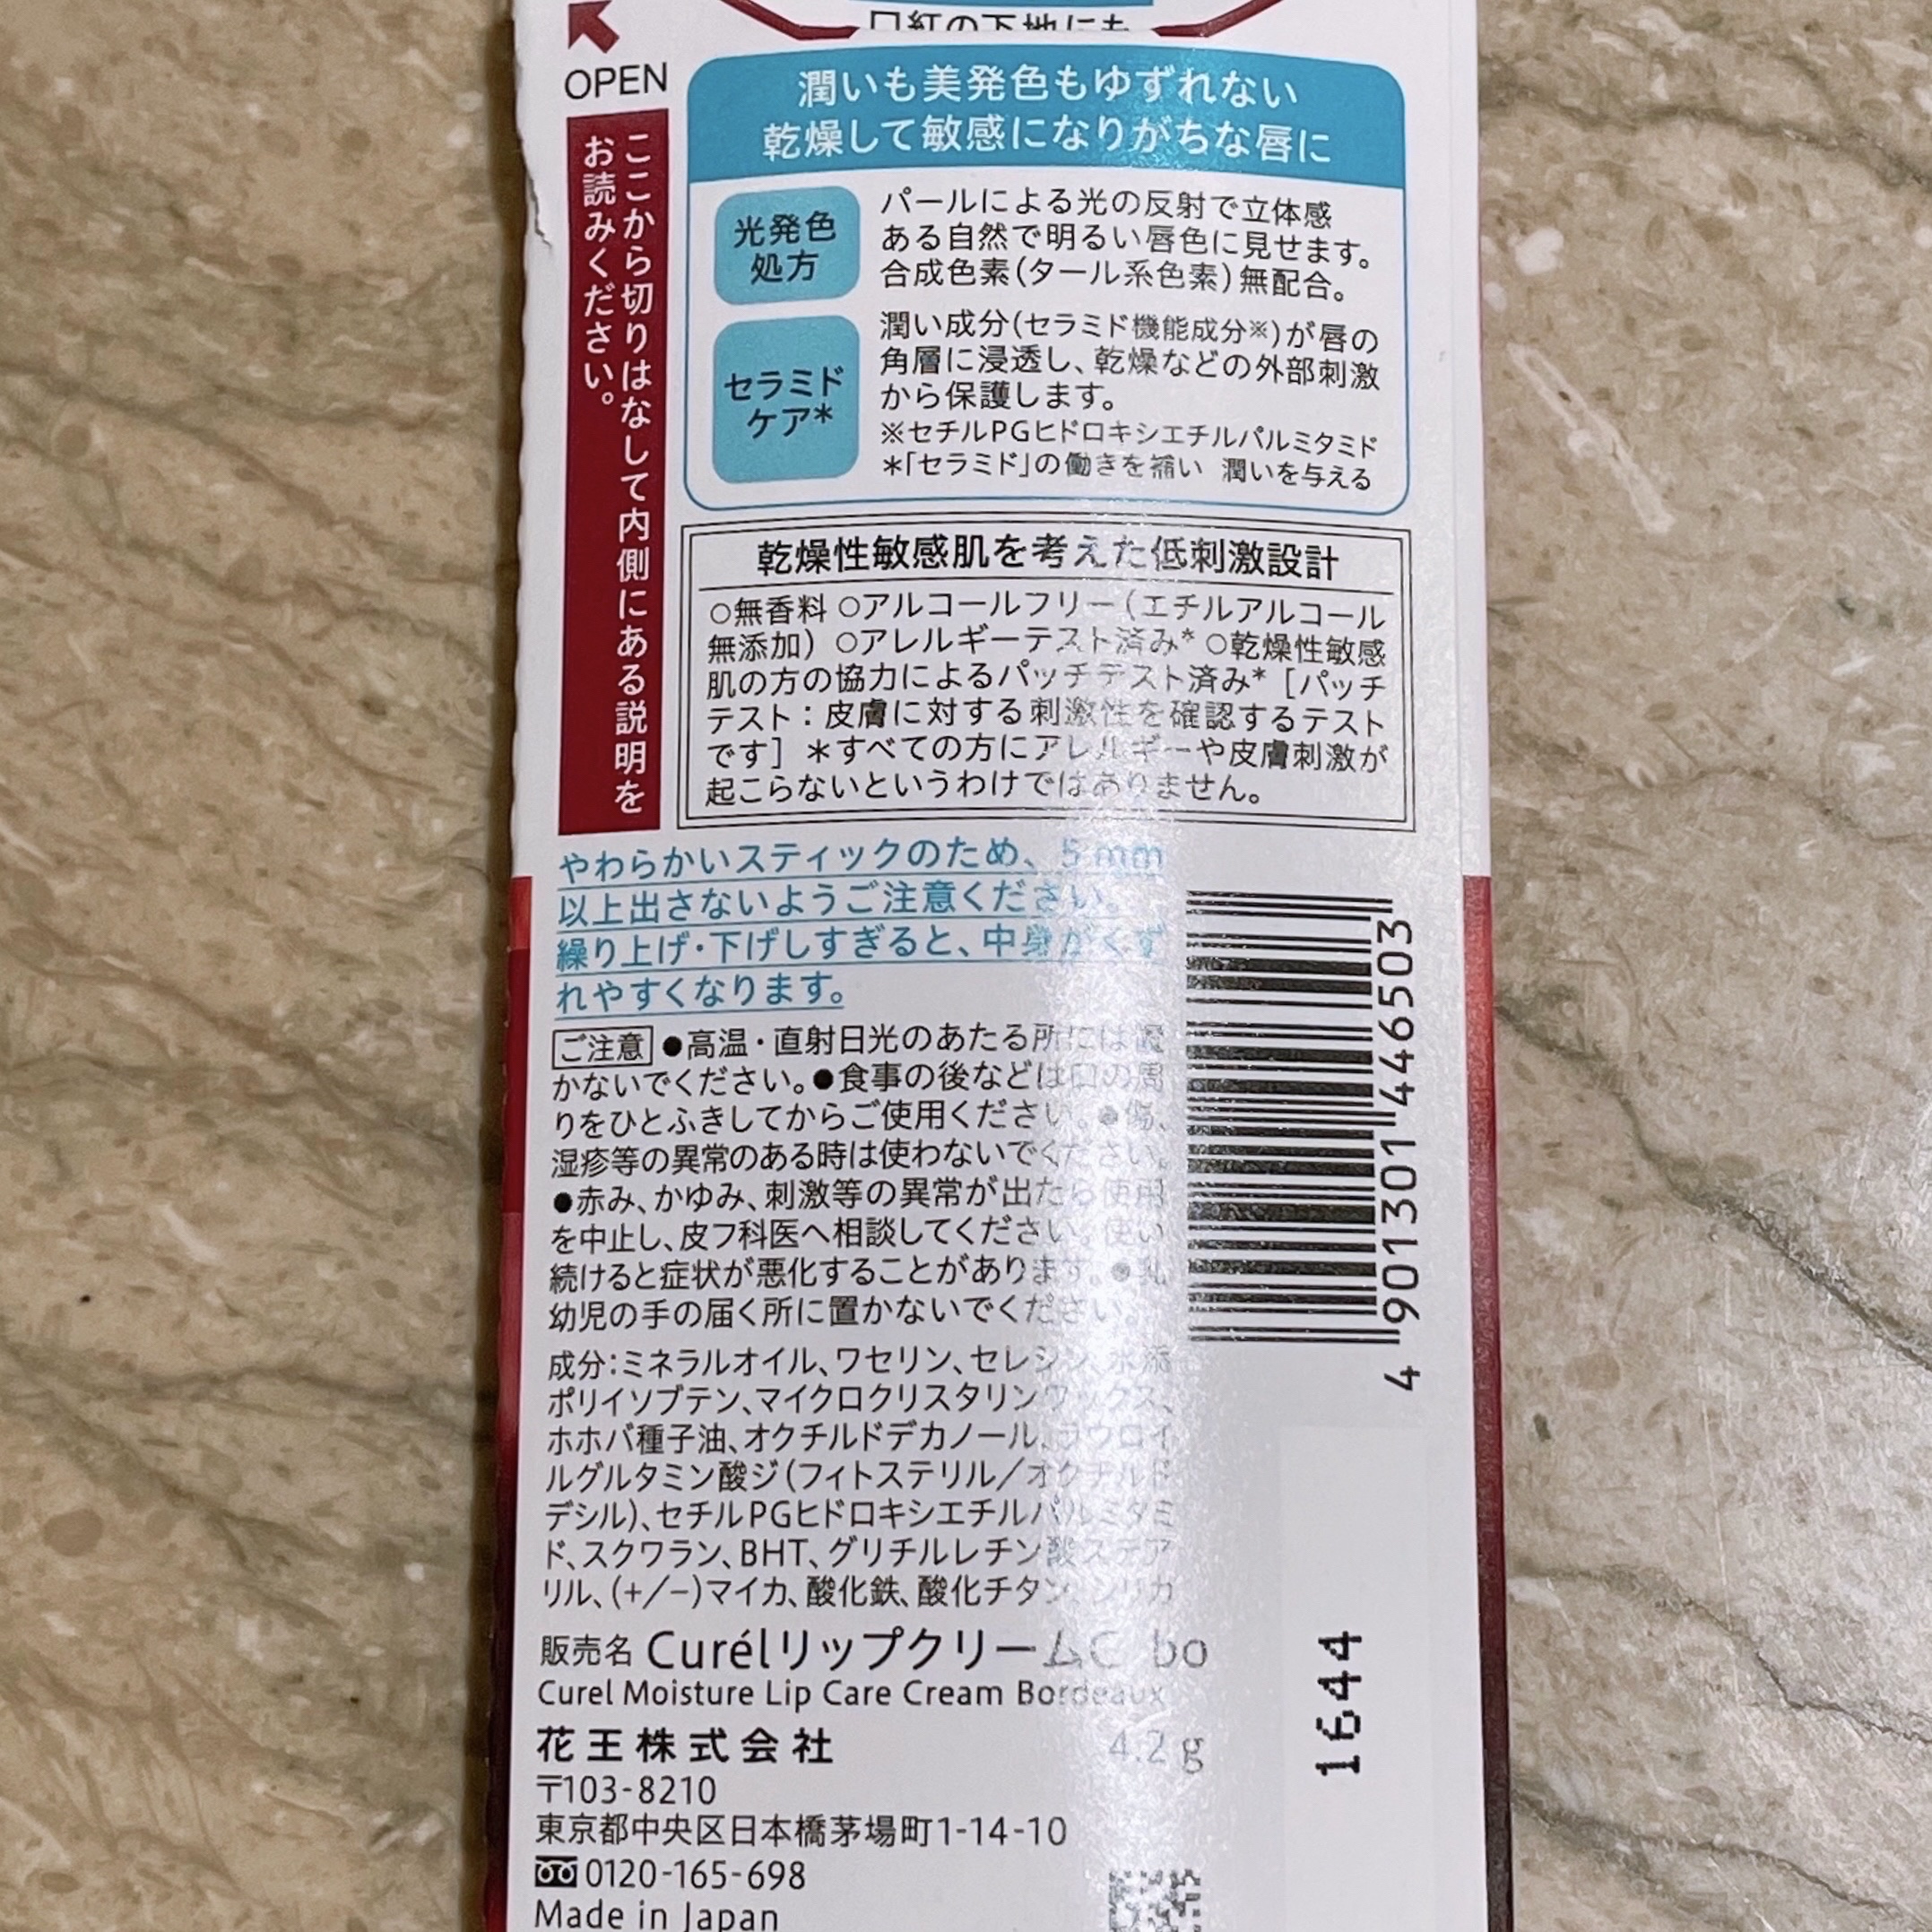 口紅の下地にも
OPEN
ここから切りはなして内側にある説明を
お読みください。
潤いも美発色もゆずれない
乾燥して敏感になりがちな唇に
光発色
処方
パールによる光の反射で立体感
ある自然で明るい唇色に見せます。
合成色素(タール系色素)無配合。
セラミド
ケア*
潤い成分(セラミド機能成分※)が唇の
角層に浸透し、乾燥などの外部刺激
から保護します。
※セチルPGヒドロキシエチルパルミタミド
*「セラミド」の働きを補い 潤いを与える
乾燥性敏感肌を考えた低刺激設計
○無香料 ○アルコールフリー(エチルアルコール
無添加) ○アレルギーテスト済み* ○乾燥性敏感
肌の方の協力によるパッチテスト済み* [パッチ
テスト：皮膚に対する刺激性を確認するテスト
です] *すべての方にアレルギーや皮膚刺激が
起こらないというわけではありません。
やわらかいスティックのため、5mm
以上出さないようご注意ください。
繰り上げ・下げしすぎると、中身がくず
れやすくなります。
ご注意 ●高温・直射日光のあたる所には置
かないでください。●食事の後などは口の周
りをひとふきしてからご使用ください。●傷、
湿疹等の異常のある時は使わないでください。
●赤み、かゆみ、刺激等の異常が出たら使用
を中止し、皮フ科医へ相談してください。使い
続けると症状が悪化することがあります。●乳
幼児の手の届く所に置かないでください。
成分:ミネラルオイル、ワセリン、セレシン、水添
ポリイソブテン、マイクロクリスタリンワックス、
ホホバ種子油、オクチルドデカノール、ラウロイ
ルグルタミン酸ジ(フィトステリル/オクチルド
デシル)、セチルPGヒドロキシエチルパルミタミ
ド、スクワラン、BHT、グリチルレチン酸ステア
リル、(+/−)マイカ、酸化鉄、酸化チタン、シリカ
販売名 CurélリップクリームC bo
Curel Moisture Lip Care Cream Bordeaux
花王株式会社 4.2g
〒103-8210
東京都中央区日本橋茅場町1-14-10
0120-165-698
Made in Japan
4 901301 446503
1644